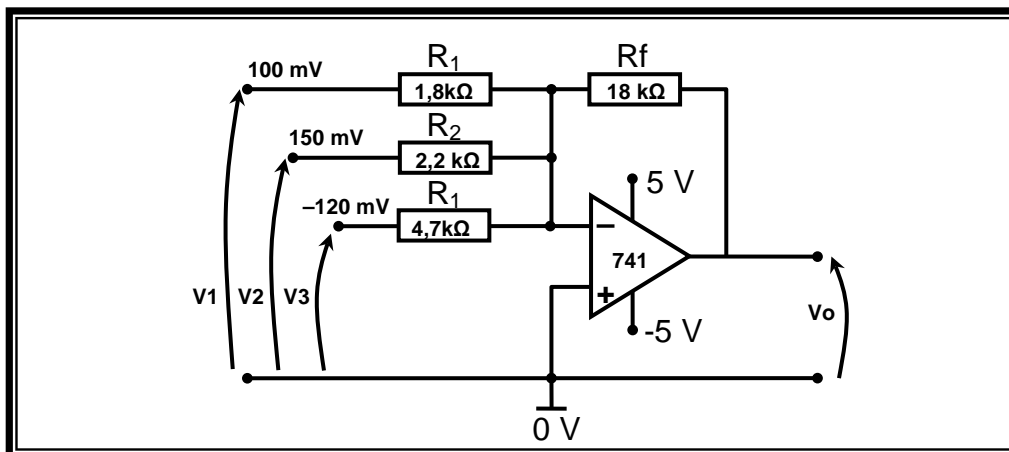 R₁ Rf
100 mV
1,8kΩ 18 kΩ
R₂
150 mV
2,2 kΩ
5 V
R₁
–120 mV
4,7kΩ
−
741
+
V1 V2 V3
Vo
-5 V
0 V